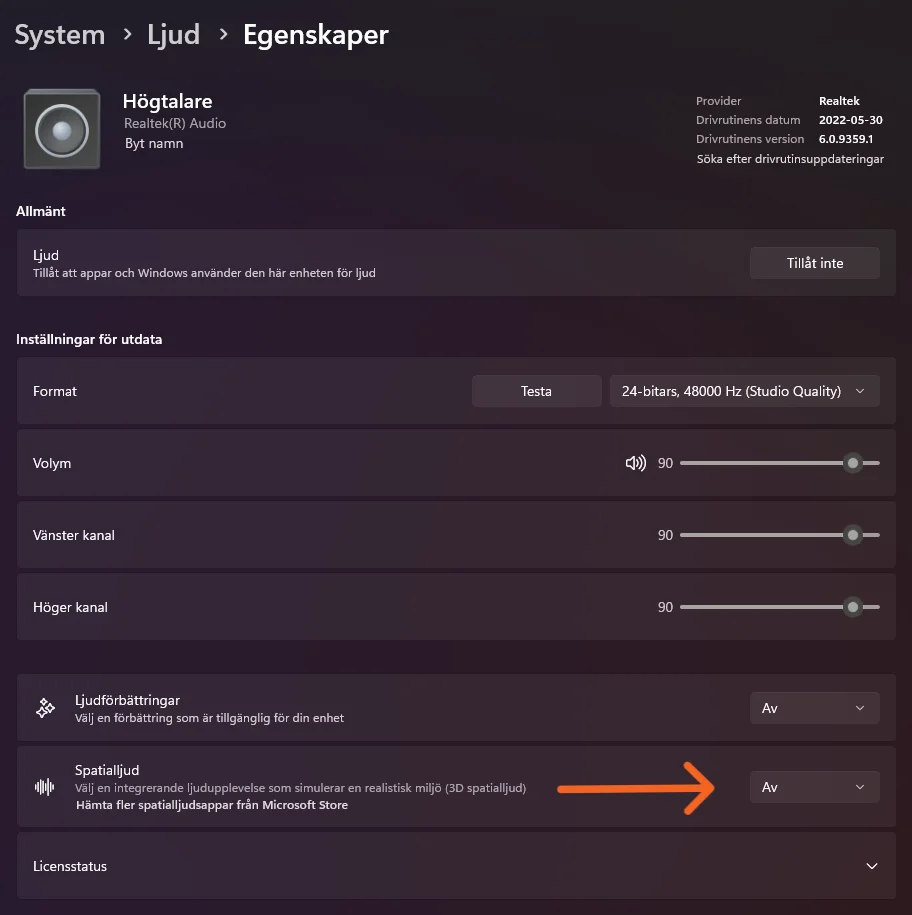 System › Ljud › Egenskaper
Högtalare
Realtek(R) Audio
Byt namn
Provider Realtek
Drivrutinens datum 2022-05-30
Drivrutinens version 6.0.9359.1
Söka efter drivrutinsuppdateringar
Allmänt
Ljud
Tillåt att appar och Windows använder den här enheten för ljud
Tillåt inte
Inställningar för utdata
Format Testa 24-bitars, 48000 Hz (Studio Quality)
Volym 90
Vänster kanal 90
Höger kanal 90
Ljudförbättringar
Välj en förbättring som är tillgänglig för din enhet
Av
Spatialljud
Välj en integrerande ljudupplevelse som simulerar en realistisk miljö (3D spatialljud)
Hämta fler spatialljudsappar från Microsoft Store
Av
Licensstatus